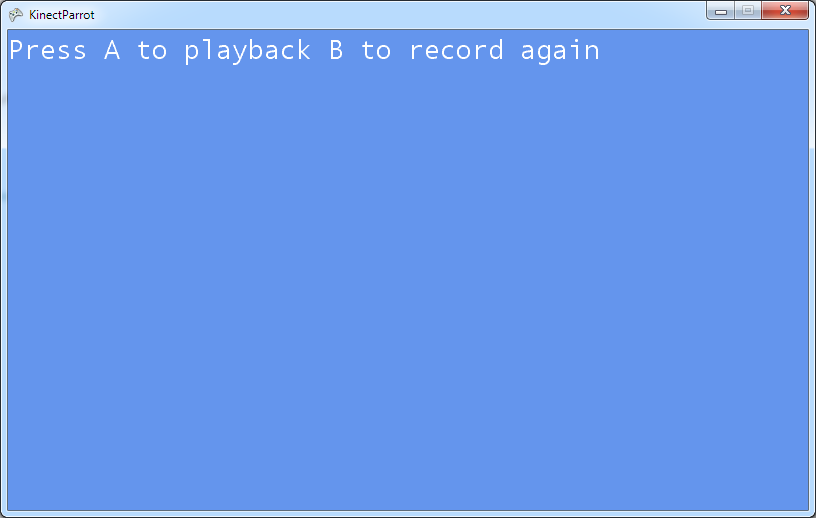 KinectParrot
Press A to playback B to record again